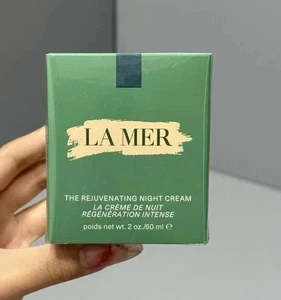 LA MER
THE REJUVENATING NIGHT CREAM
LA CRÈME DE NUIT
RÉGÉNÉRATION INTENSE
poids net wt. 2 oz./60 ml ℮